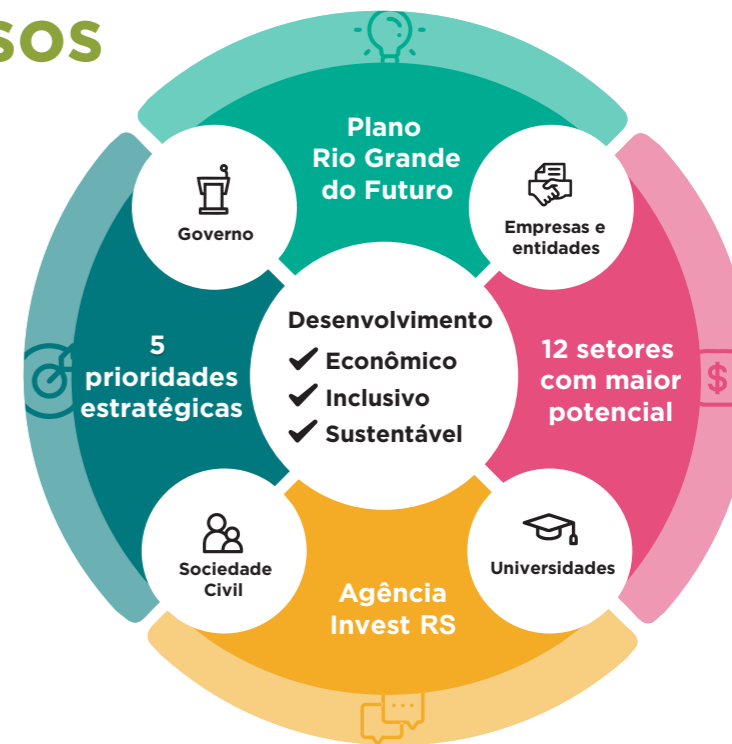 sos
Plano
Rio Grande
do Futuro
Governo
Empresas e
entidades
Desenvolvimento
Econômico
Inclusivo
Sustentável
5
prioridades
estratégicas
12 setores
com maior
potencial
$
Sociedade
Civil
Universidades
Agência
Invest RS